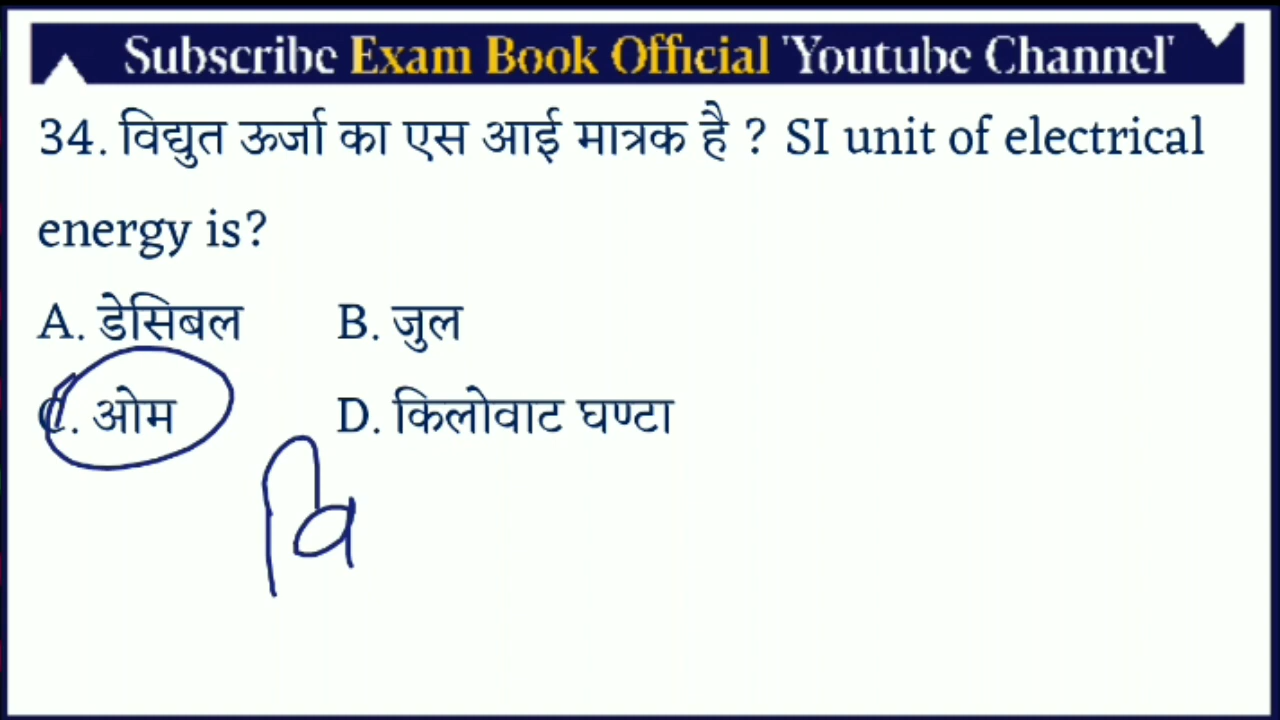 Subscribe Exam Book Official 'Youtube Channel'
34. विद्युत ऊर्जा का एस आई मात्रक है ? SI unit of electrical
energy is?
A. डेसिबल B. जुल
C. ओम D. किलोवाट घण्टा
वि